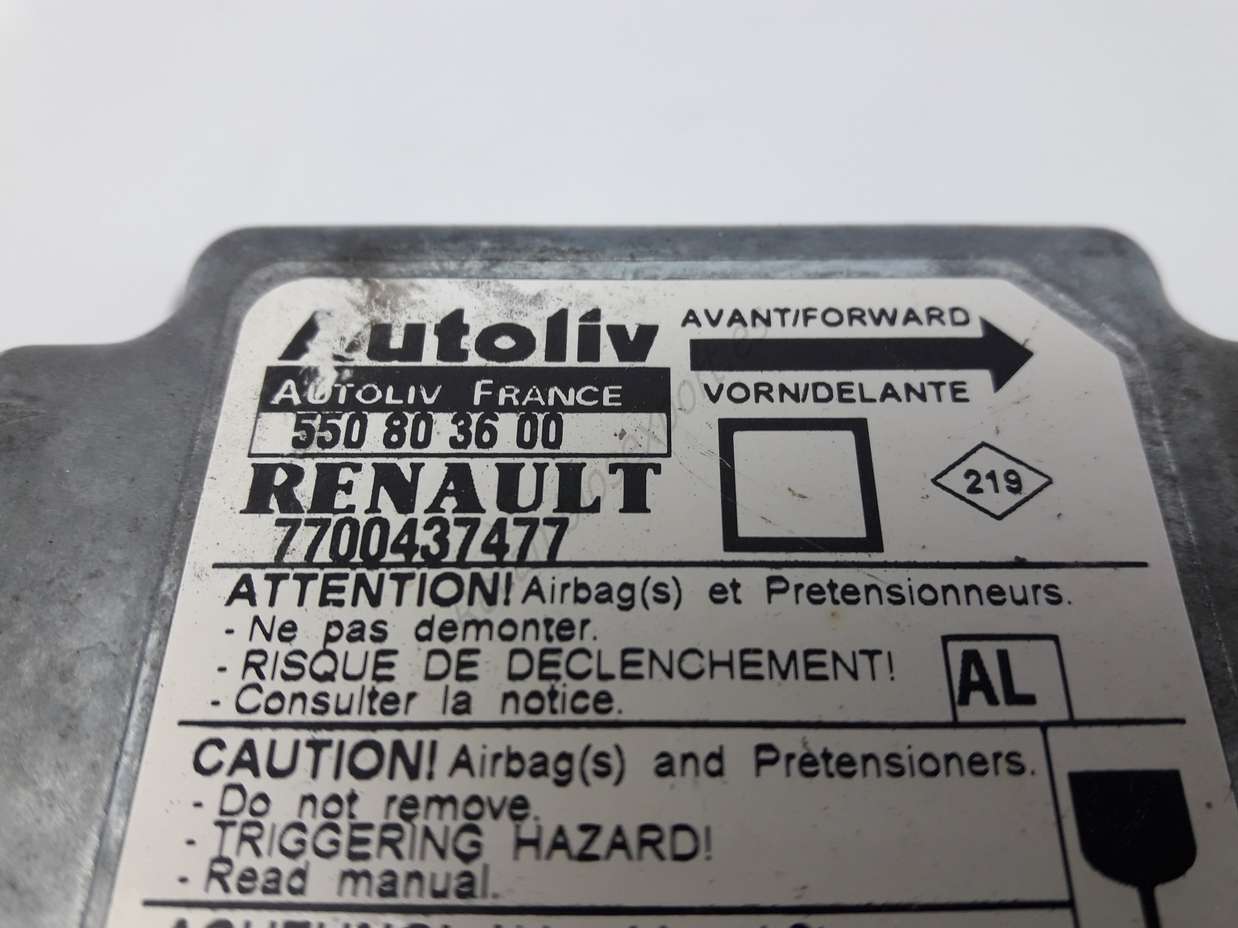 Autoliv
AVANT/FORWARD
AUTOLIV FRANCE
VORN/DELANTE
550 80 36 00
RENAULT
219
7700437477
ATTENTION! Airbag(s) et Pretensionneurs.
- Ne pas demonter.
- RISQUE DE DECLENCHEMENT!
- Consulter la notice.
AL
CAUTION! Airbag(s) and Pretensioners.
- Do not remove.
- TRIGGERING HAZARD!
- Read manual.